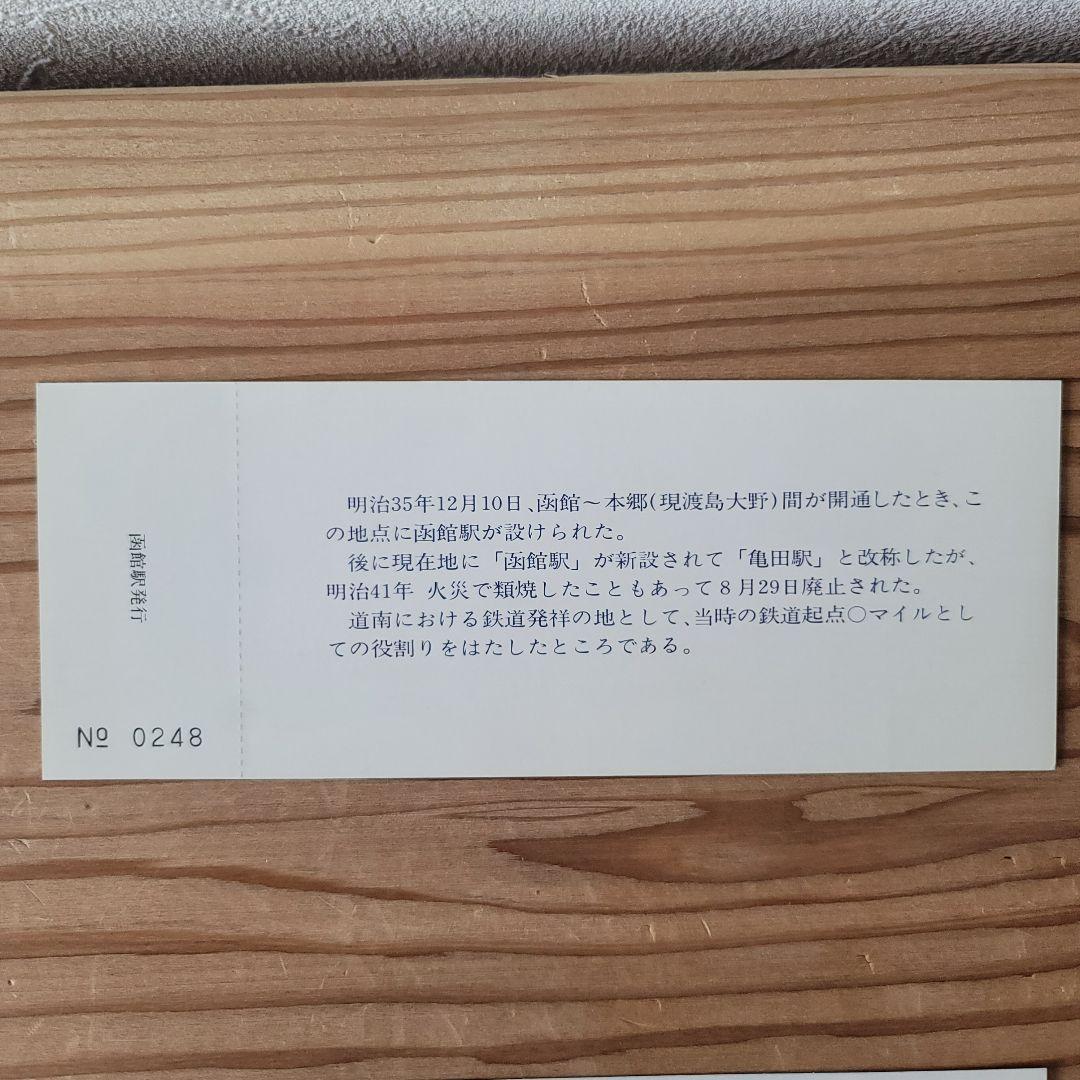 函館駅発行
№ 0248
明治35年12月10日、函館～本郷(現渡島大野)間が開通したとき、こ
の地点に函館駅が設けられた。
後に現在地に「函館駅」が新設されて「亀田駅」と改称したが、
明治41年 火災で類焼したこともあって8月29日廃止された。
道南における鉄道発祥の地として、当時の鉄道起点〇マイルとし
ての役割りをはたしたところである。